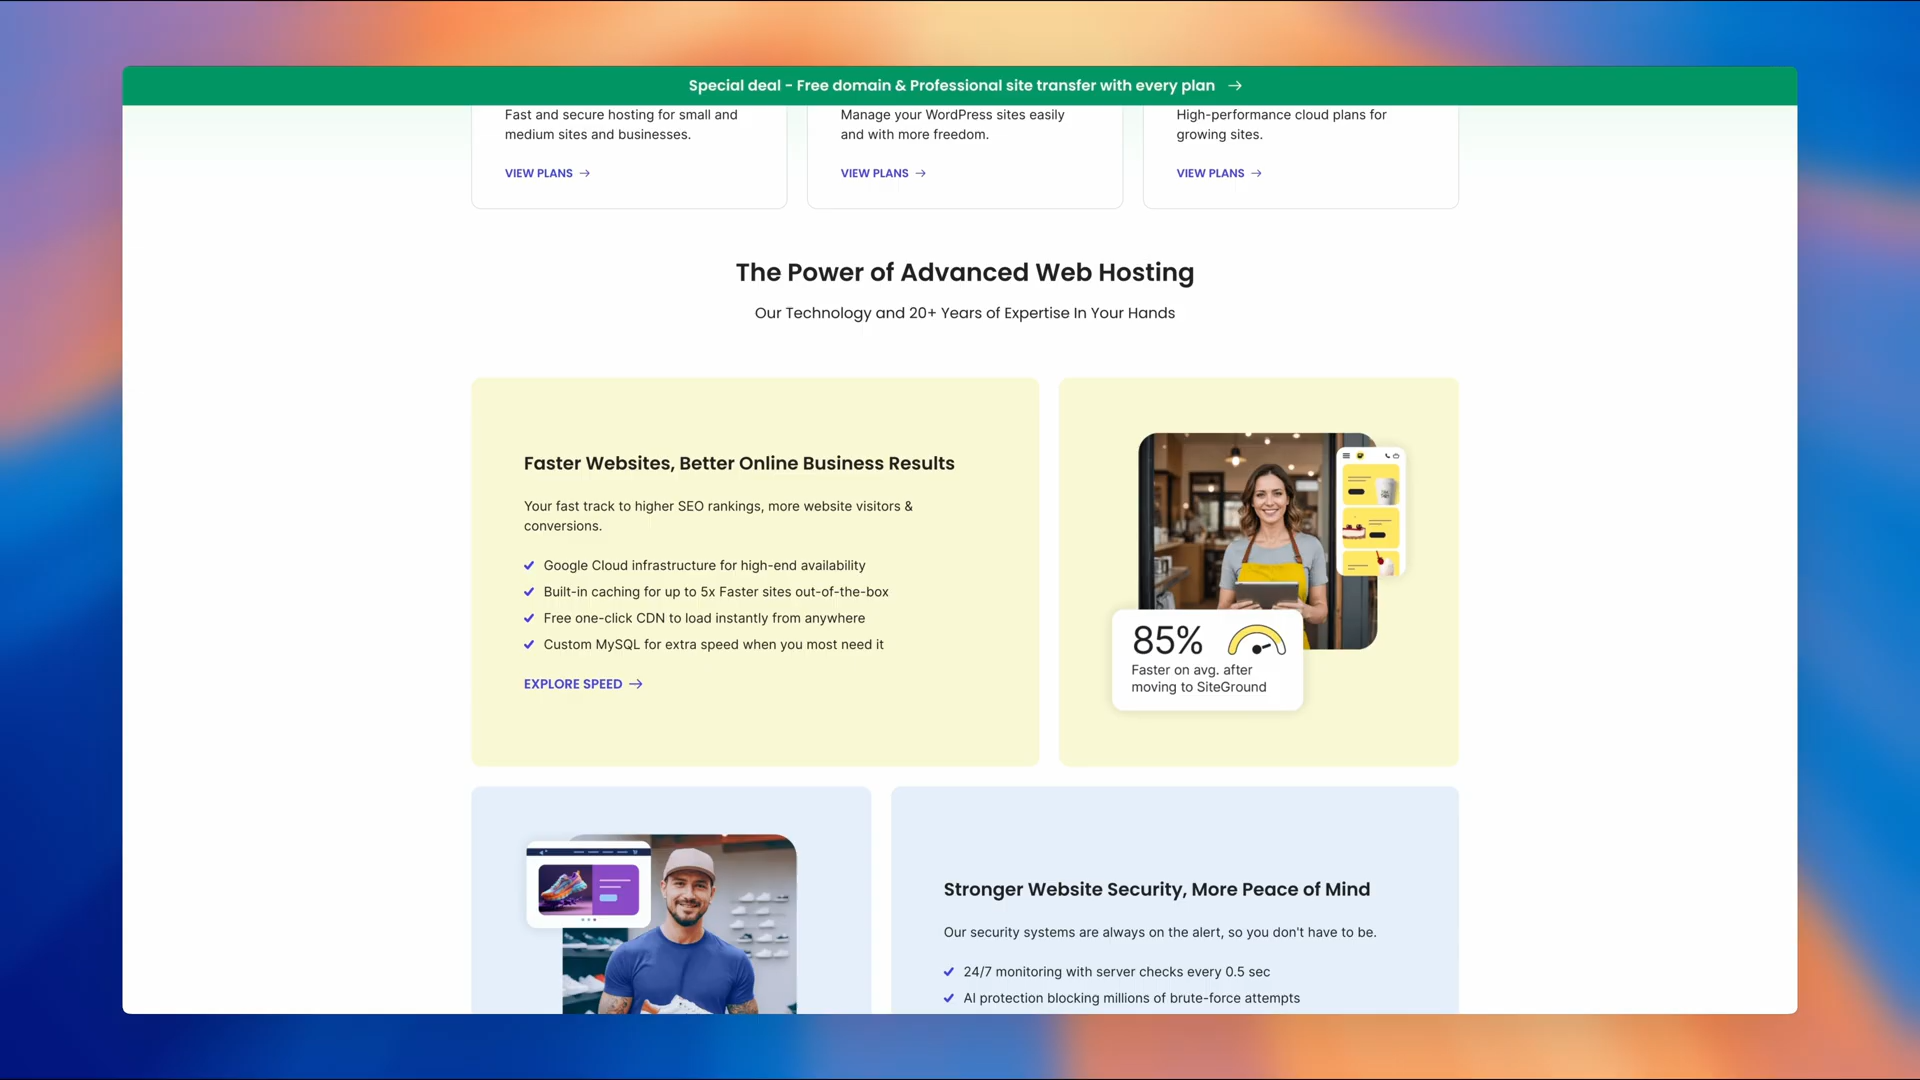 Special deal - Free domain & Professional site transfer with every plan →
Fast and secure hosting for small and
medium sites and businesses.
VIEW PLANS →
Manage your WordPress sites easily
and with more freedom.
VIEW PLANS →
High-performance cloud plans for
growing sites.
VIEW PLANS →
The Power of Advanced Web Hosting
Our Technology and 20+ Years of Expertise In Your Hands
Faster Websites, Better Online Business Results
Your fast track to higher SEO rankings, more website visitors &
conversions.
Google Cloud infrastructure for high-end availability
Built-in caching for up to 5x Faster sites out-of-the-box
Free one-click CDN to load instantly from anywhere
Custom MySQL for extra speed when you most need it
EXPLORE SPEED →
85%
Faster on avg. after
moving to SiteGround
Stronger Website Security, More Peace of Mind
Our security systems are always on the alert, so you don't have to be.
24/7 monitoring with server checks every 0.5 sec
AI protection blocking millions of brute-force attempts